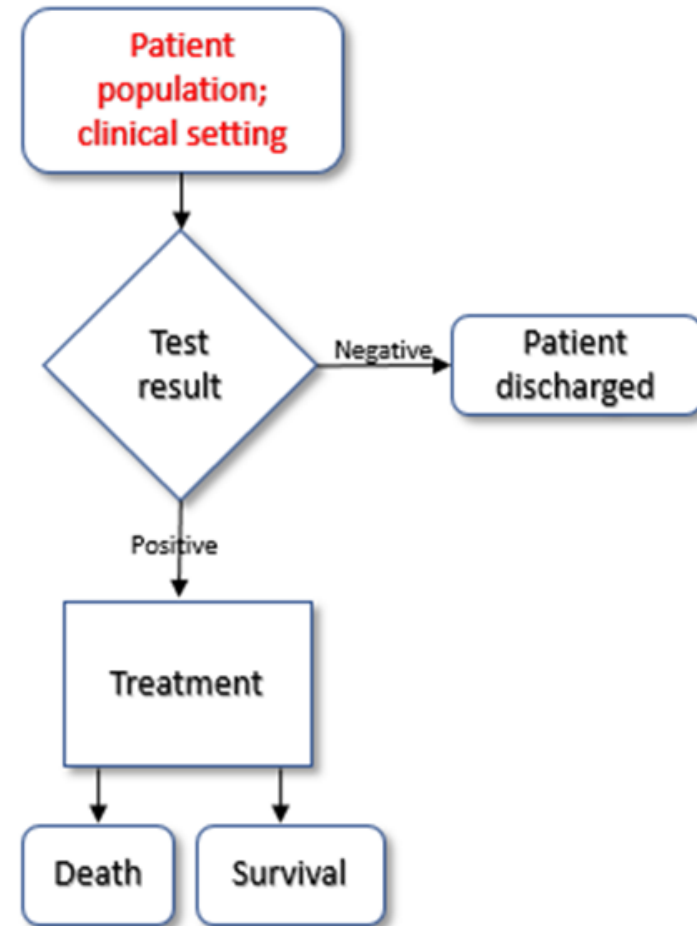 Patient
population;
clinical setting
Test
result
Negative
Patient
discharged
Positive
Treatment
Death
Survival